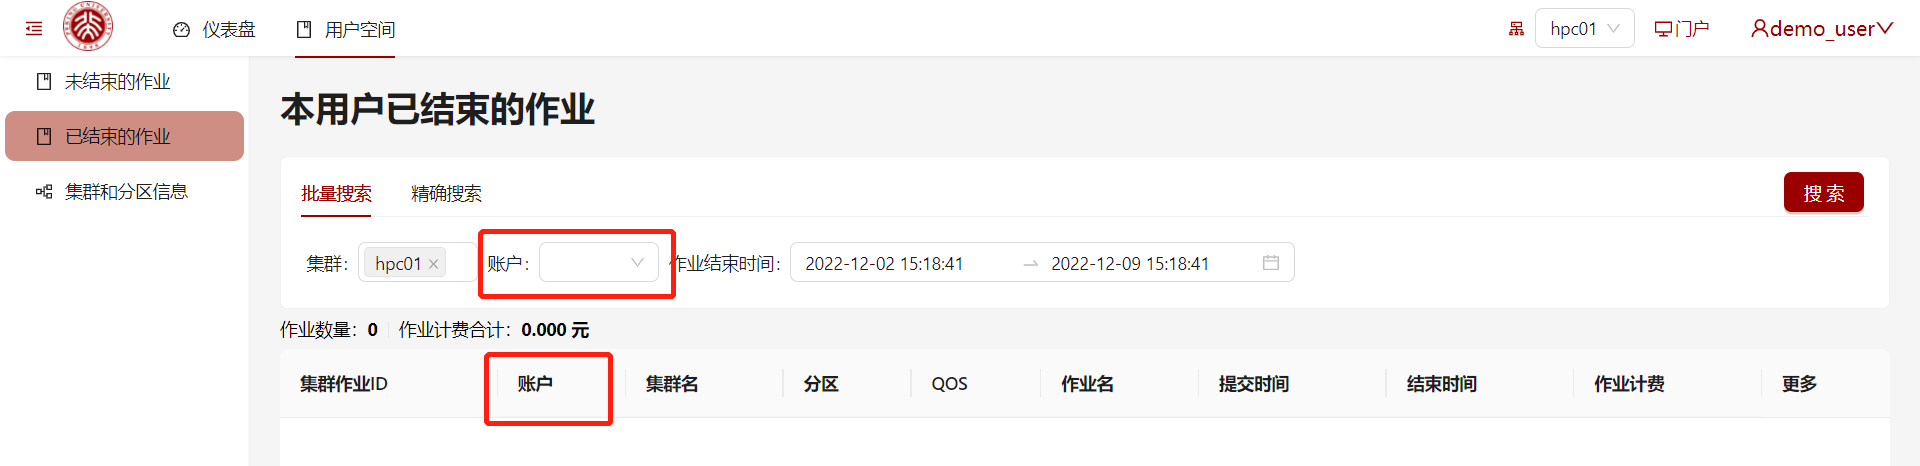 仪表盘 用户空间 hpc01 门户 demo_user
未结束的作业
已结束的作业
集群和分区信息
本用户已结束的作业
批量搜索 精确搜索 搜 索
集群: hpc01 账户: 作业结束时间: 2022-12-02 15:18:41 2022-12-09 15:18:41
作业数量: 0 作业计费合计: 0.000 元
集群作业ID 账户 集群名 分区 QOS 作业名 提交时间 结束时间 作业计费 更多